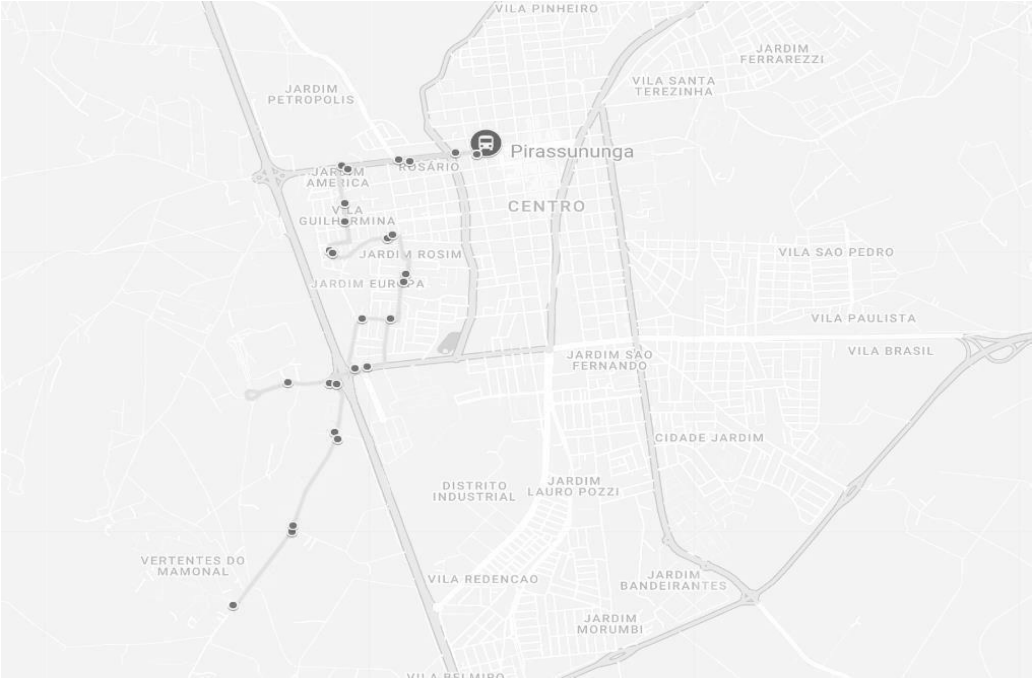 VILA PINHEIRO
JARDIM
FERRAREZZI
VILA SANTA
TEREZINHA
JARDIM
PETROPOLIS
Pirassununga
ROSÁRIO
JARDIM
AMERICA
CENTRO
VILA
GUILHERMINA
JARDIM ROSIM
VILA SAO PEDRO
JARDIM EUROPA
VILA PAULISTA
VILA BRASIL
JARDIM SAO
FERNANDO
CIDADE JARDIM
DISTRITO
INDUSTRIAL
JARDIM
LAURO POZZI
VERTENTES DO
MAMONAL
VILA REDENCAO
JARDIM
BANDEIRANTES
JARDIM
MORUMBI
VILA BELMIRO